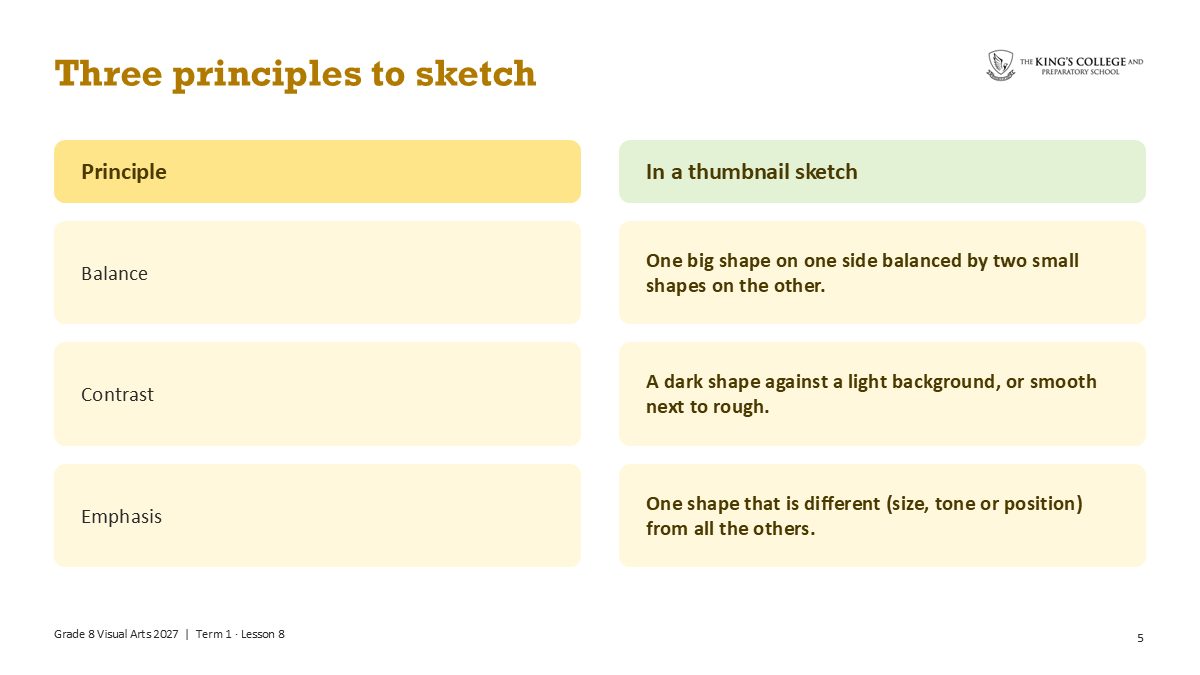 Three principles to sketch
THE KING'S COLLEGE AND
PREPARATORY SCHOOL
Principle
In a thumbnail sketch
Balance
One big shape on one side balanced by two small
shapes on the other.
Contrast
A dark shape against a light background, or smooth
next to rough.
Emphasis
One shape that is different (size, tone or position)
from all the others.
Grade 8 Visual Arts 2027 | Term 1 · Lesson 8
5